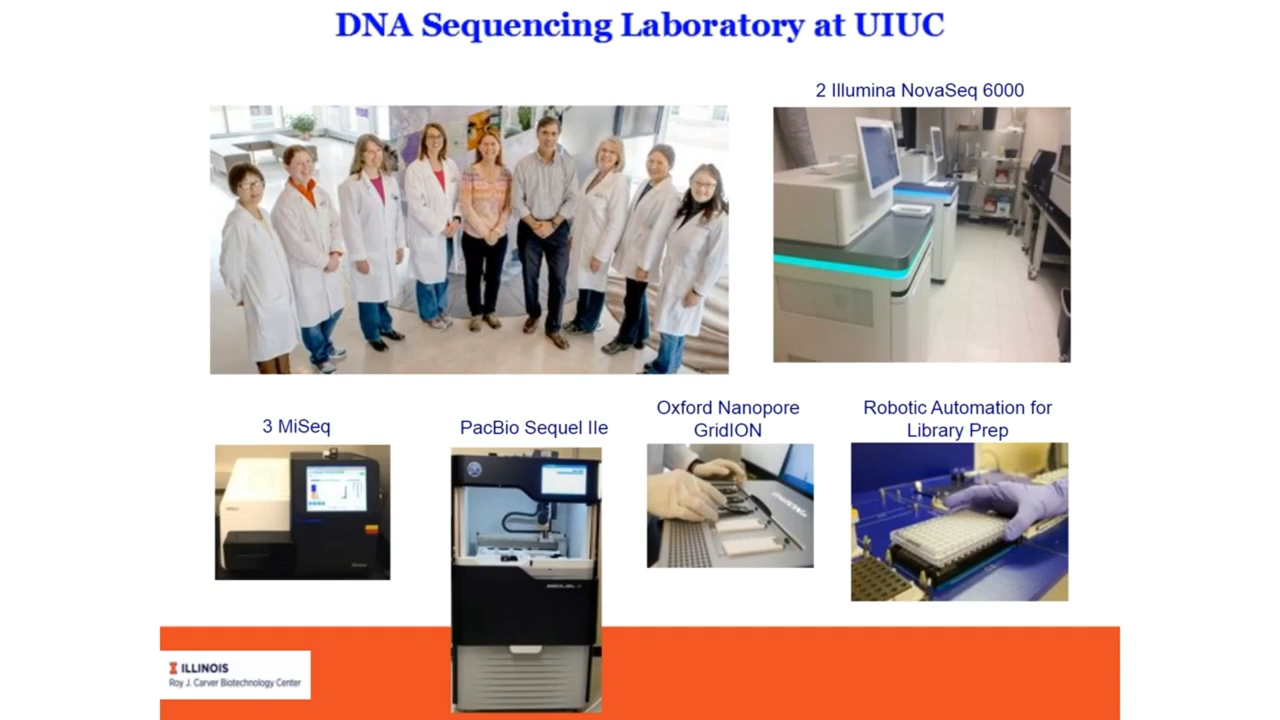 DNA Sequencing Laboratory at UIUC
2 Illumina NovaSeq 6000
3 MiSeq
PacBio Sequel IIe
Oxford Nanopore
GridION
Robotic Automation for
Library Prep
GridION
ILLINOIS
Roy J. Carver Biotechnology Center